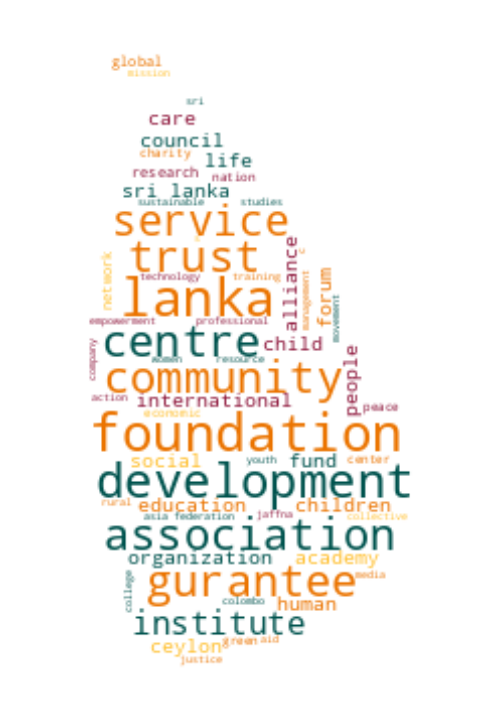 global
mission
sri
care
council
charity
life
research
nation
sri lanka
sustainable studies
service
trust
alliance
c
network
technology training
management
forum
lanka
movement
empowerment professional
centre
child
company
women resource
people
community
action international
peace
economic
foundation
social youth fund center
development
rural education children
asia federation jaffna collective
association
organization academy
gurantee
media
college
colombo human
institute
green aid
ceylon
justice